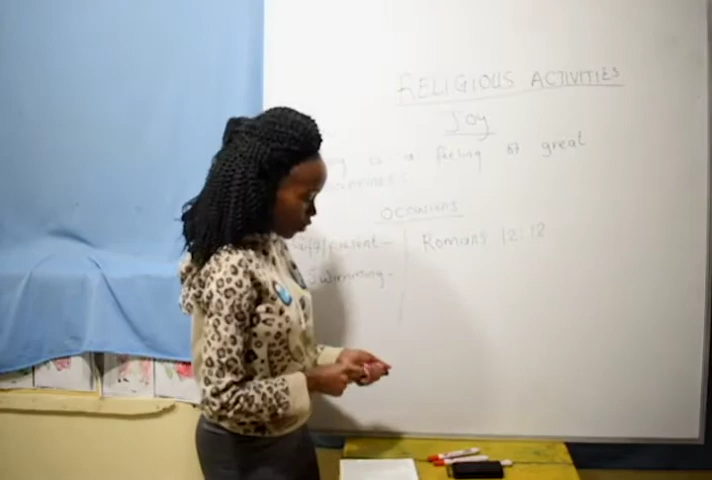 RELIGIOUS ACTIVITIES
Joy
is a feeling of great
OCCASIONS
Gift/present - Romans 12:12
Swimming -